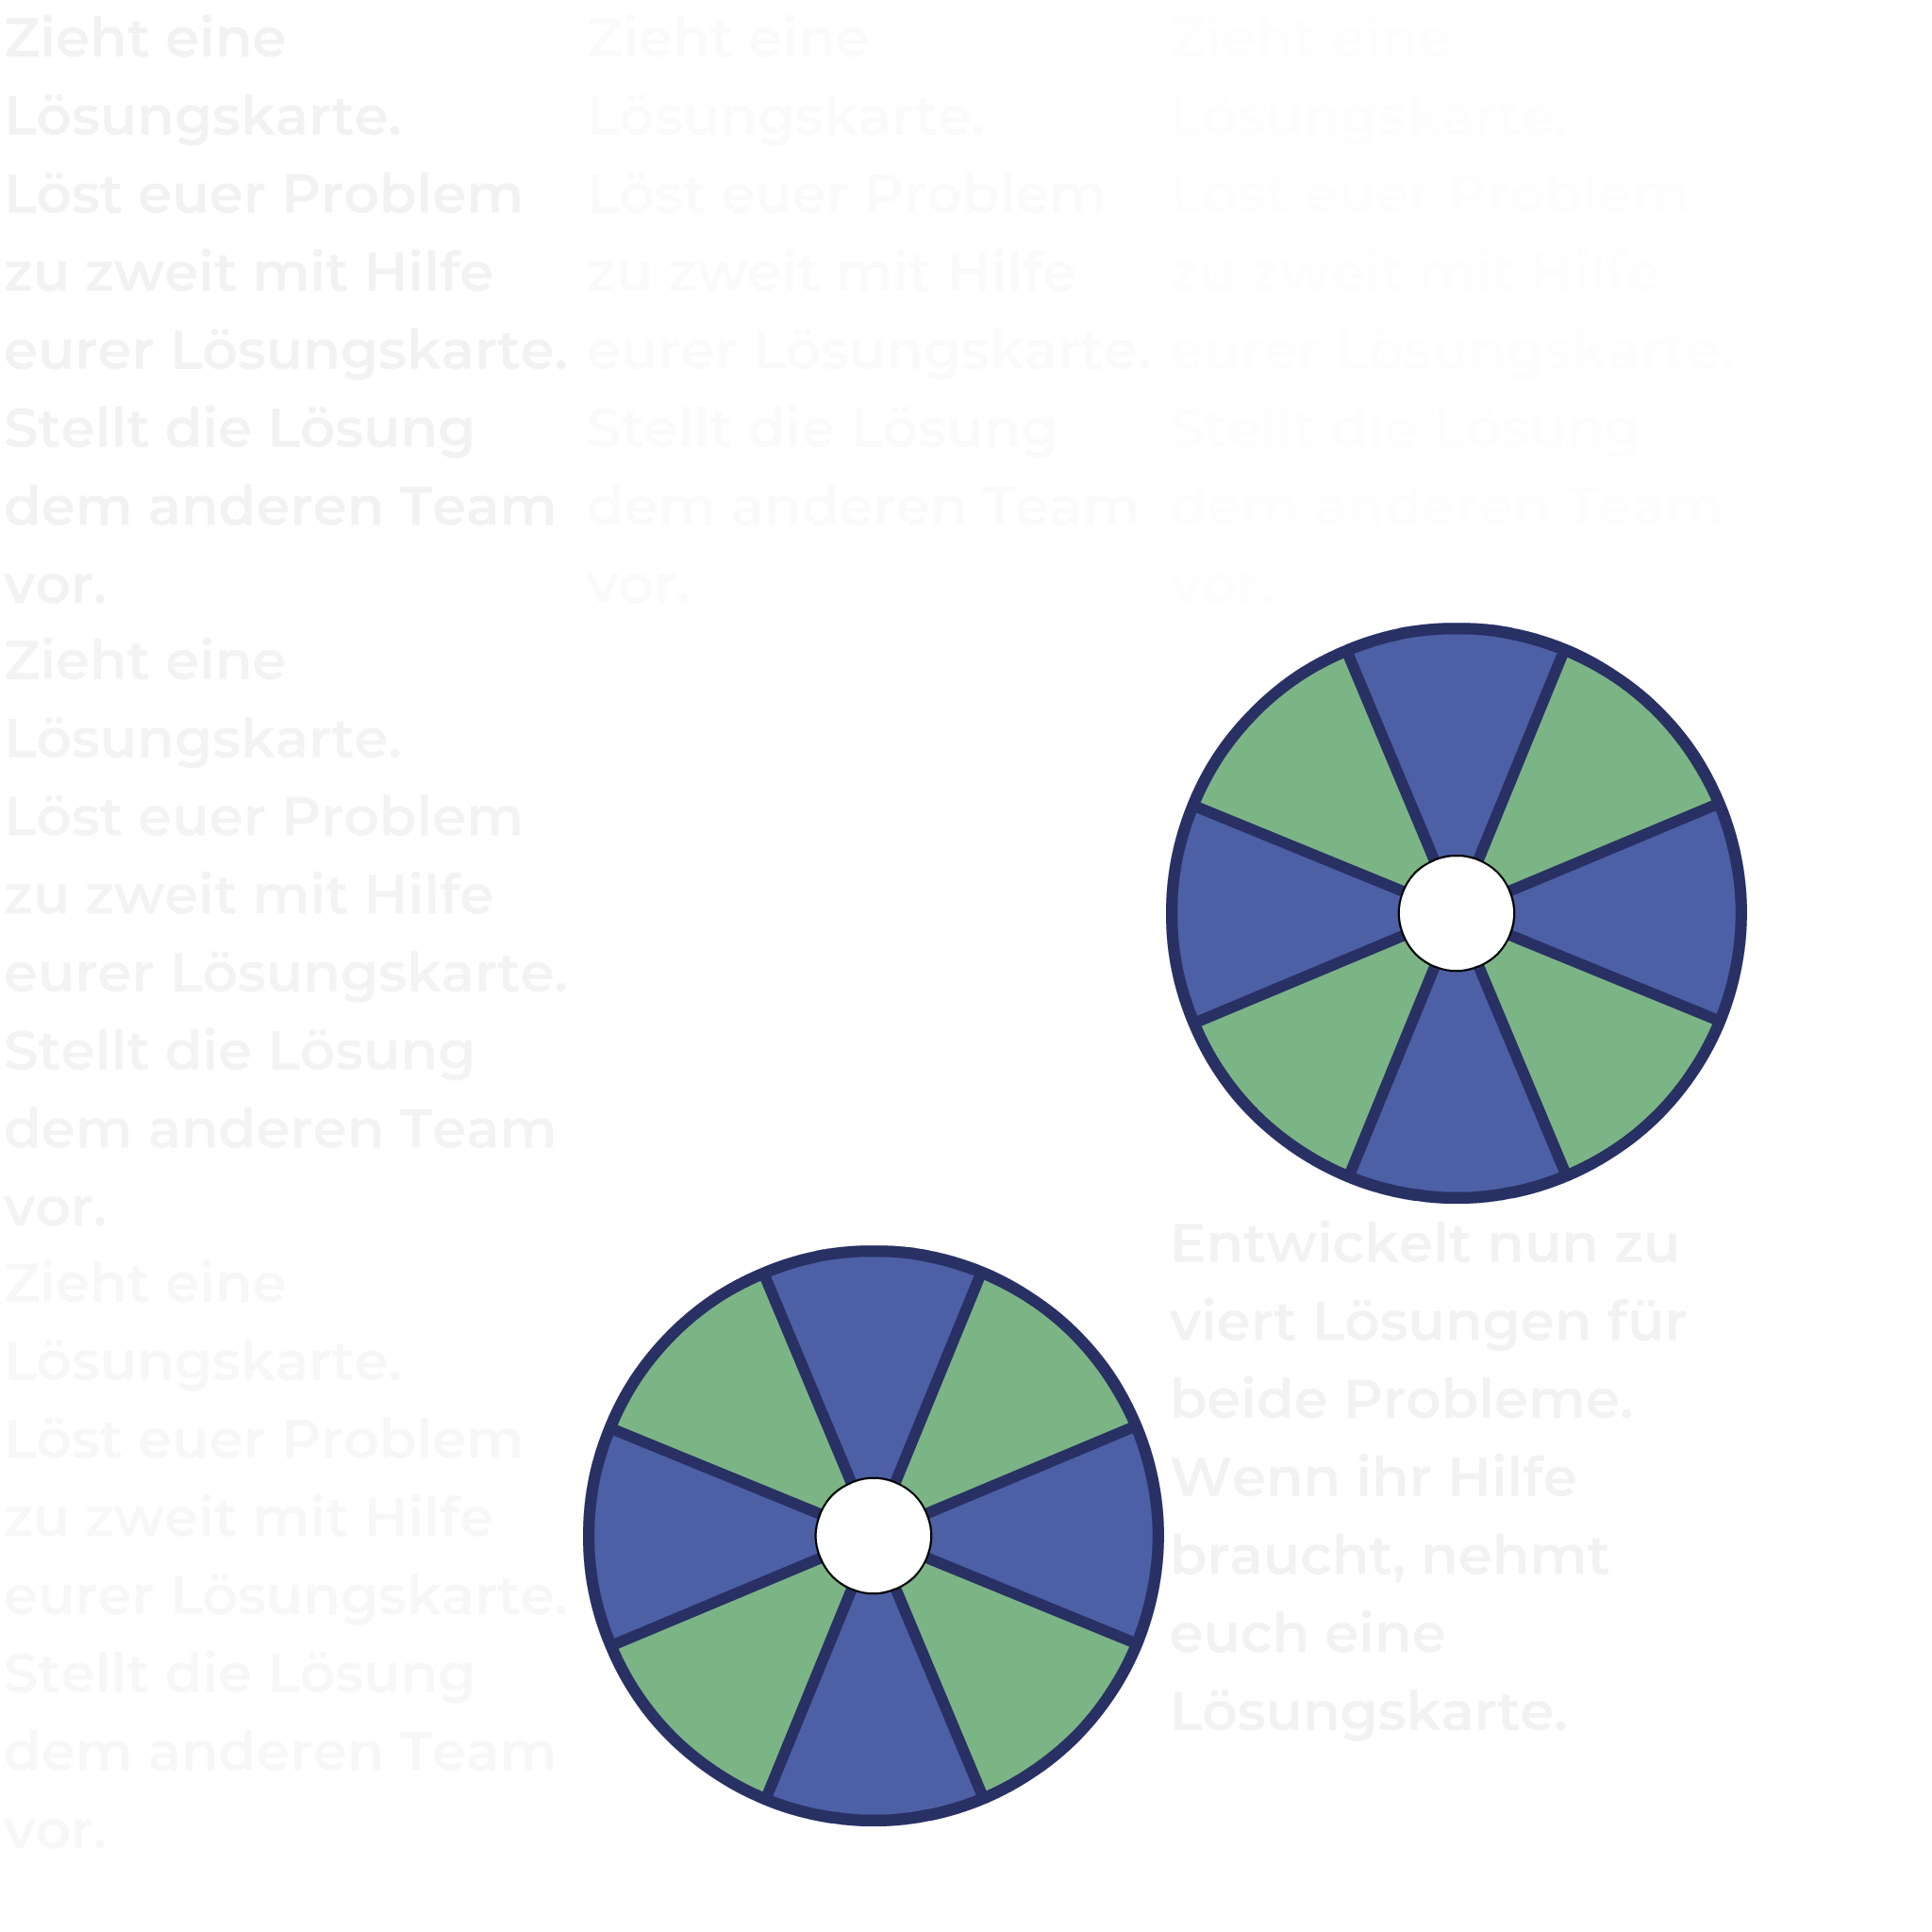 Zieht eine
Lösungskarte.
Löst euer Problem
zu zweit mit Hilfe
eurer Lösungskarte.
Stellt die Lösung
dem anderen Team
vor.
Zieht eine
Lösungskarte.
Löst euer Problem
zu zweit mit Hilfe
eurer Lösungskarte.
Stellt die Lösung
dem anderen Team
vor.
Zieht eine
Lösungskarte.
Löst euer Problem
zu zweit mit Hilfe
eurer Lösungskarte.
Stellt die Lösung
dem anderen Team
vor.
Zieht eine
Lösungskarte.
Löst euer Problem
zu zweit mit Hilfe
eurer Lösungskarte.
Stellt die Lösung
dem anderen Team
vor.
Zieht eine
Lösungskarte.
Löst euer Problem
zu zweit mit Hilfe
eurer Lösungskarte.
Stellt die Lösung
dem anderen Team
vor.
Entwickelt nun zu
viert Lösungen für
beide Probleme.
Wenn ihr Hilfe
braucht, nehmt
euch eine
Lösungskarte.